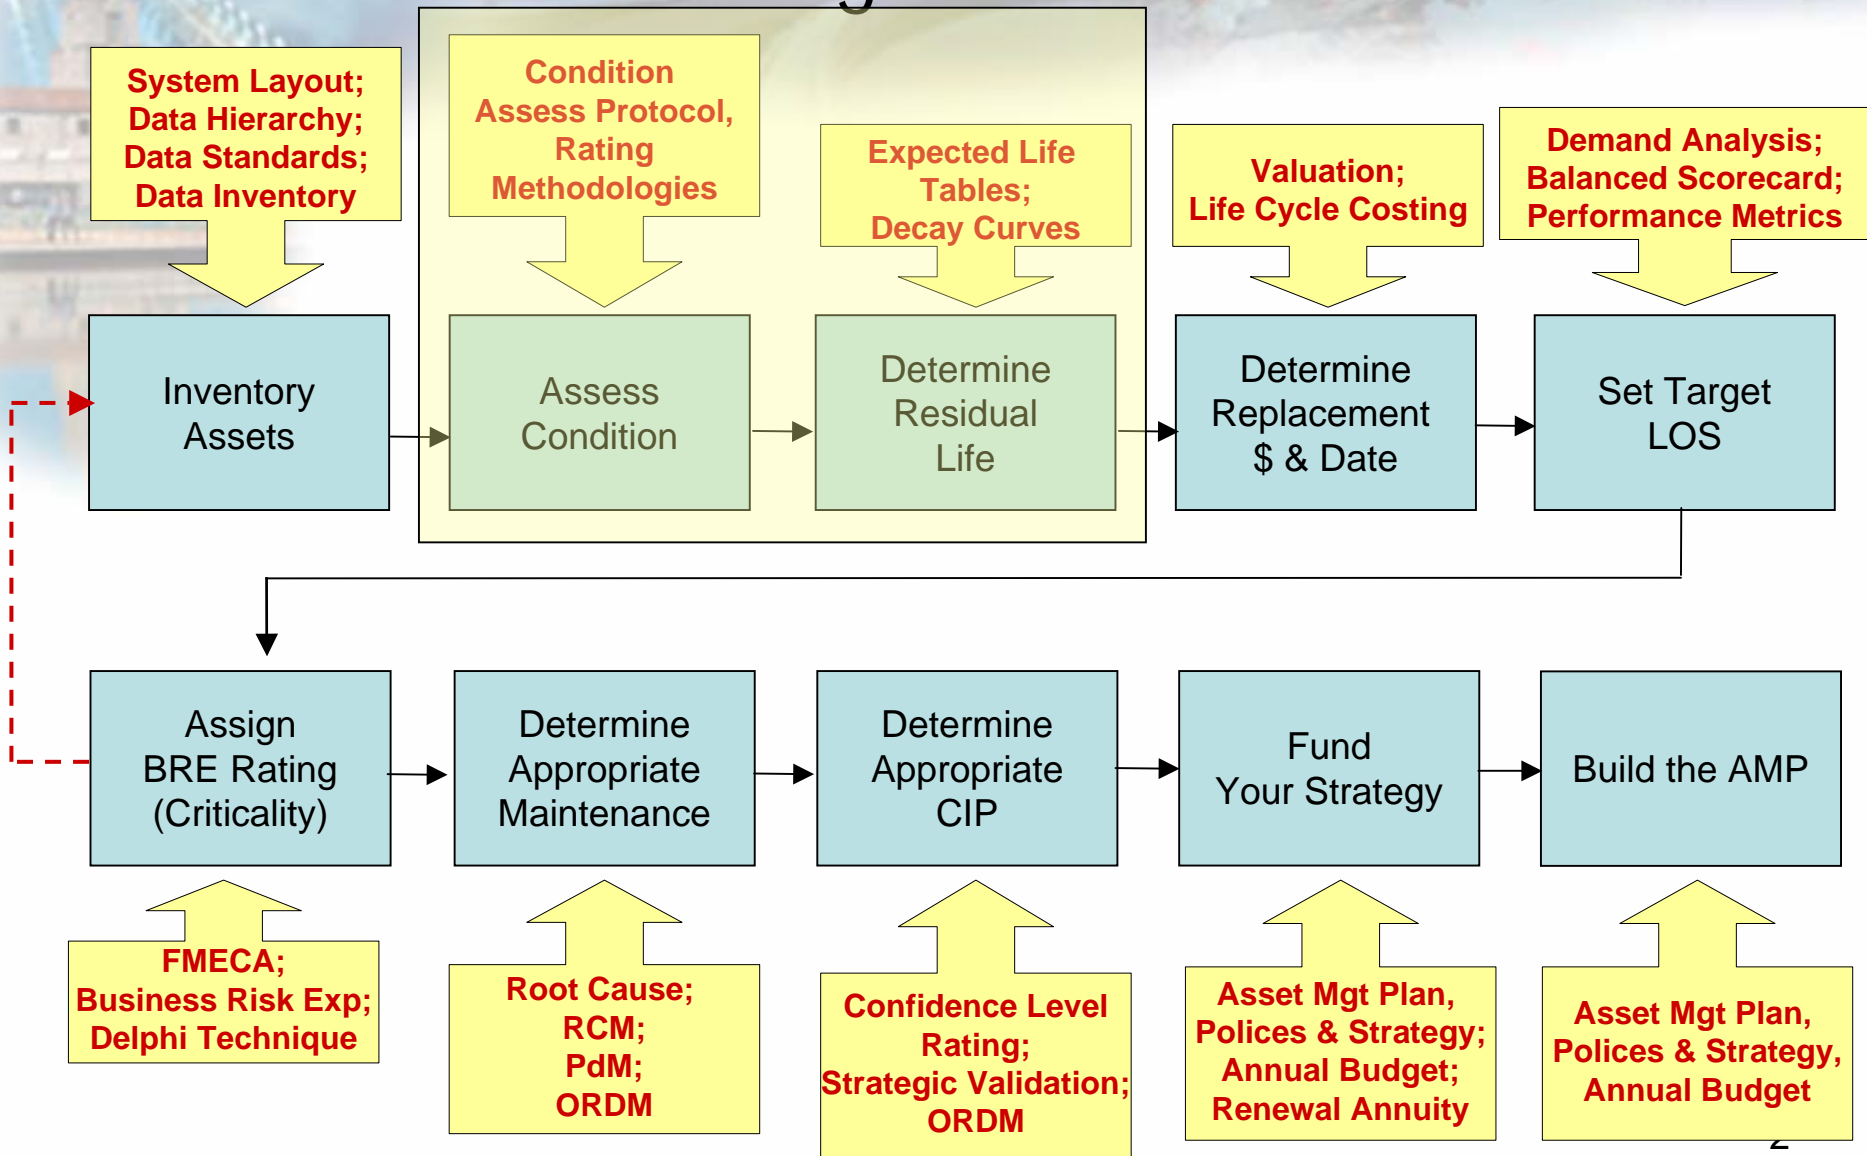 System Layout;
Data Hierarchy;
Data Standards;
Data Inventory
Condition
Assess Protocol,
Rating
Methodologies
Expected Life
Tables;
Decay Curves
Valuation;
Life Cycle Costing
Demand Analysis;
Balanced Scorecard;
Performance Metrics
Inventory
Assets
Assess
Condition
Determine
Residual
Life
Determine
Replacement
$ & Date
Set Target
LOS
Assign
BRE Rating
(Criticality)
Determine
Appropriate
Maintenance
Determine
Appropriate
CIP
Fund
Your Strategy
Build the AMP
FMECA;
Business Risk Exp;
Delphi Technique
Root Cause;
RCM;
PdM;
ORDM
Confidence Level
Rating;
Strategic Validation;
ORDM
Asset Mgt Plan,
Polices & Strategy;
Annual Budget;
Renewal Annuity
Asset Mgt Plan,
Polices & Strategy,
Annual Budget
2